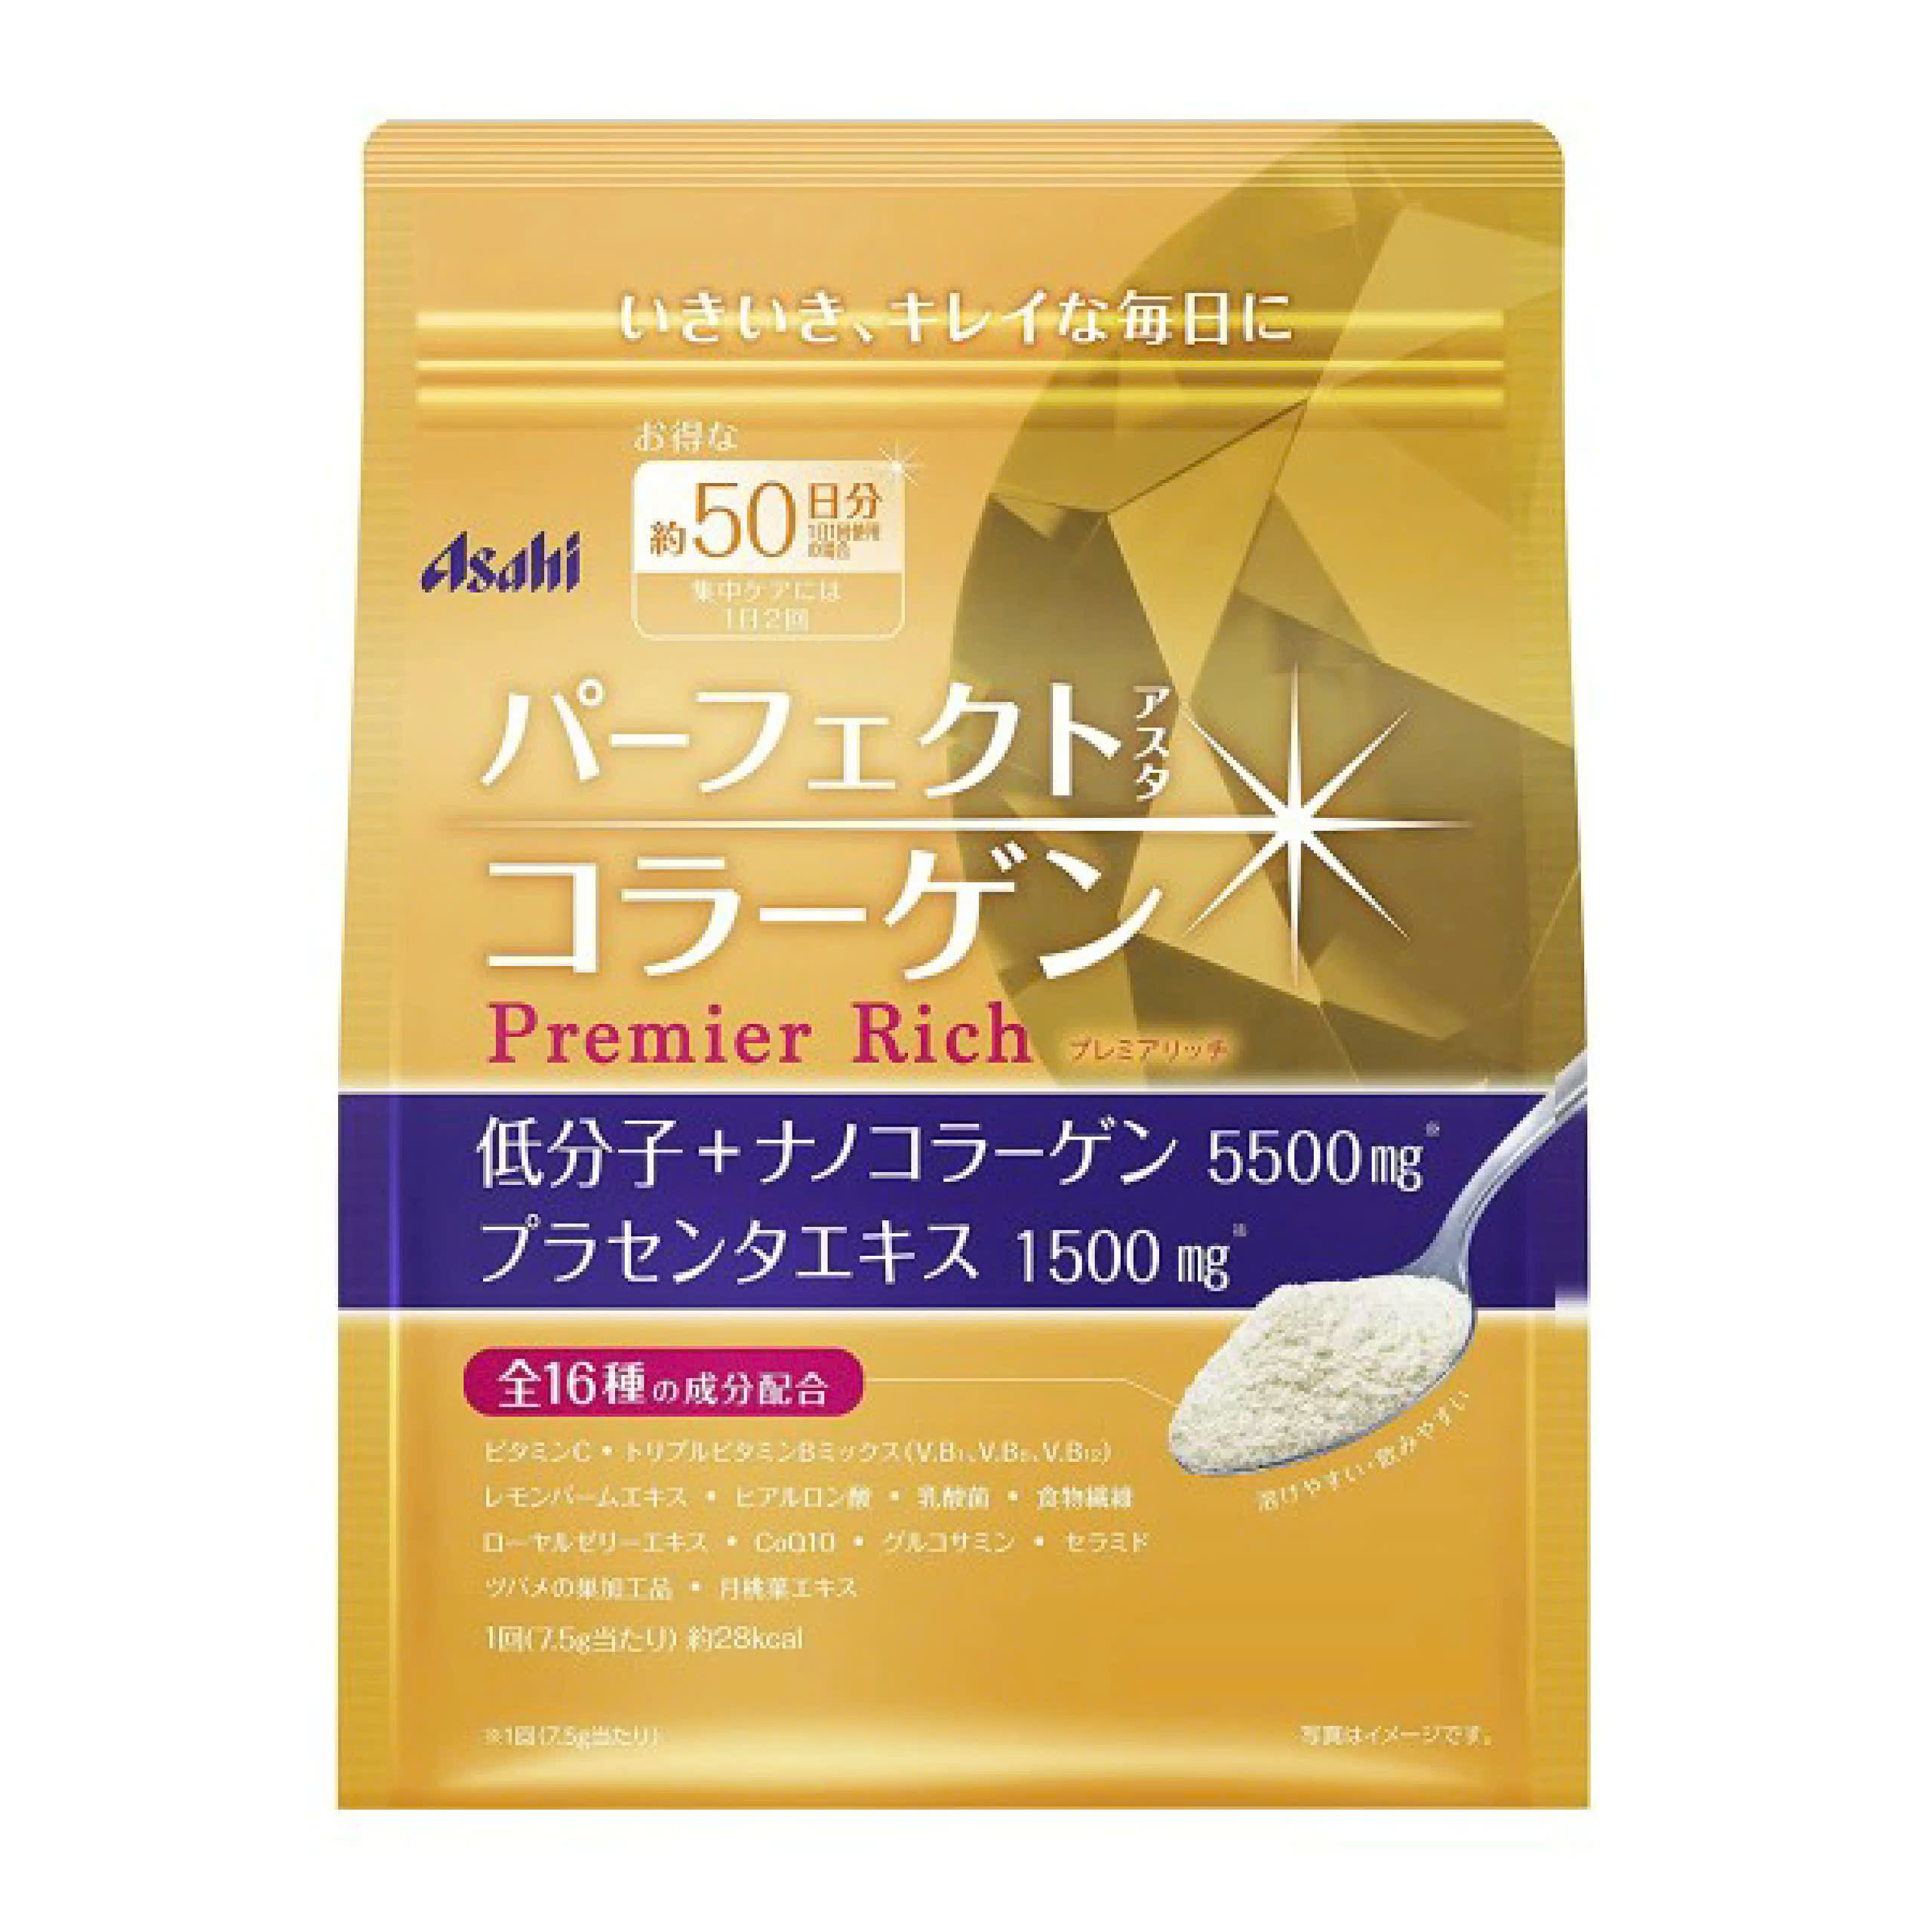 いきいき、キレイな毎日に
お得な
約50日分
1日1回使用
の場合
集中ケアには
1日2回
Asahi
パーフェクトアスタ
コラーゲン
Premier Rich プレミアリッチ
低分子+ナノコラーゲン 5500mg※
プラセンタエキス 1500mg※
全16種の成分配合
ビタミンC・トリプルビタミンBミックス(V.B1、V.B6、V.B12)
レモンバームエキス・ヒアルロン酸・乳酸菌・食物繊維
ローヤルゼリーエキス・CoQ10・グルコサミン・セラミド
ツバメの巣加工品・月桃葉エキス
1回(7.5g当たり)約28kcal
溶けやすい・飲みやすい
※1回(7.5g当たり)
写真はイメージです。